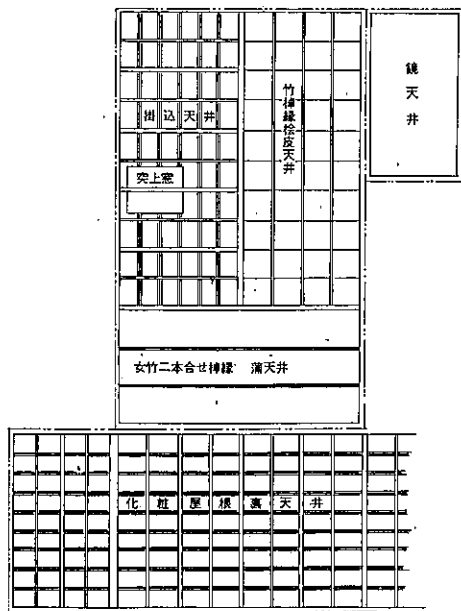 鏡天井
竹棹縁桧皮天井
掛込天井
突上窓
女竹二本合せ棹縁 蒲天井
化粧屋根裏天井